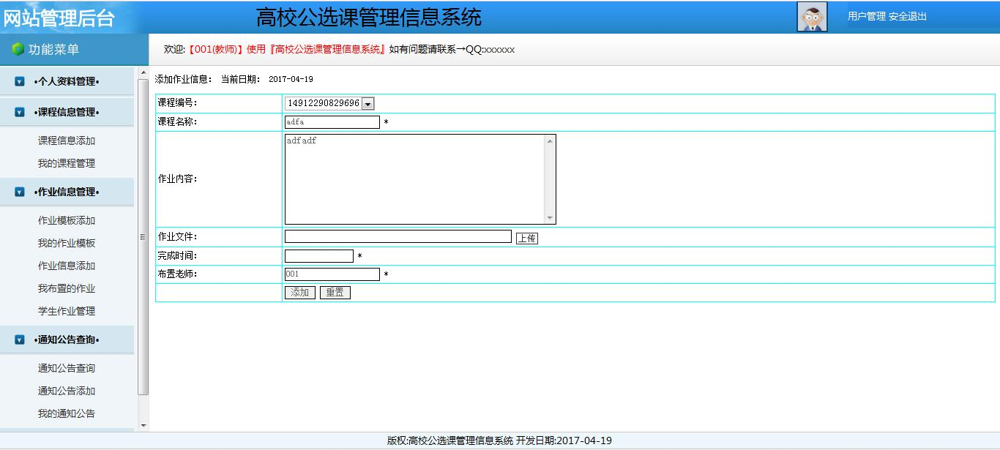 网站管理后台
高校公选课管理信息系统
用户管理 安全退出
功能菜单
欢迎:【001(教师)】使用『高校公选课管理信息系统』如有问题请联系→QQ:xxxxxx
•个人资料管理•
•课程信息管理•
课程信息添加
我的课程管理
•作业信息管理•
作业模板添加
我的作业模板
作业信息添加
我布置的作业
学生作业管理
•通知公告查询•
通知公告查询
通知公告添加
我的通知公告
添加作业信息: 当前日期: 2017-04-19
课程编号: 14912290829696
课程名称: adfa *
作业内容: adfadf
作业文件: 上传
完成时间: *
布置老师: 001 *
添加 重置
版权:高校公选课管理信息系统 开发日期:2017-04-19